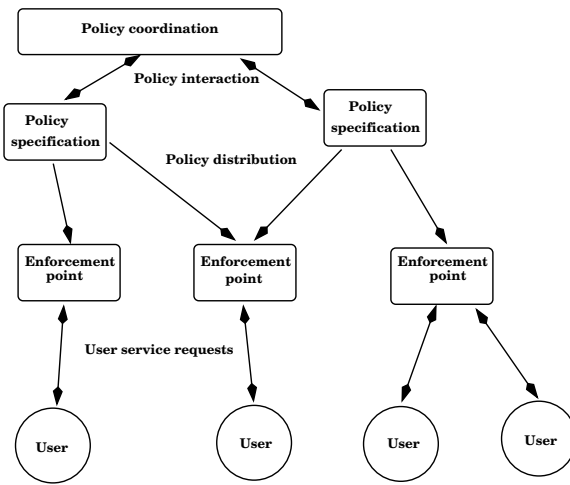 Policy coordination
Policy interaction
Policy
specification
Policy
specification
Policy distribution
Enforcement
point
Enforcement
point
Enforcement
point
User service requests
User
User
User
User